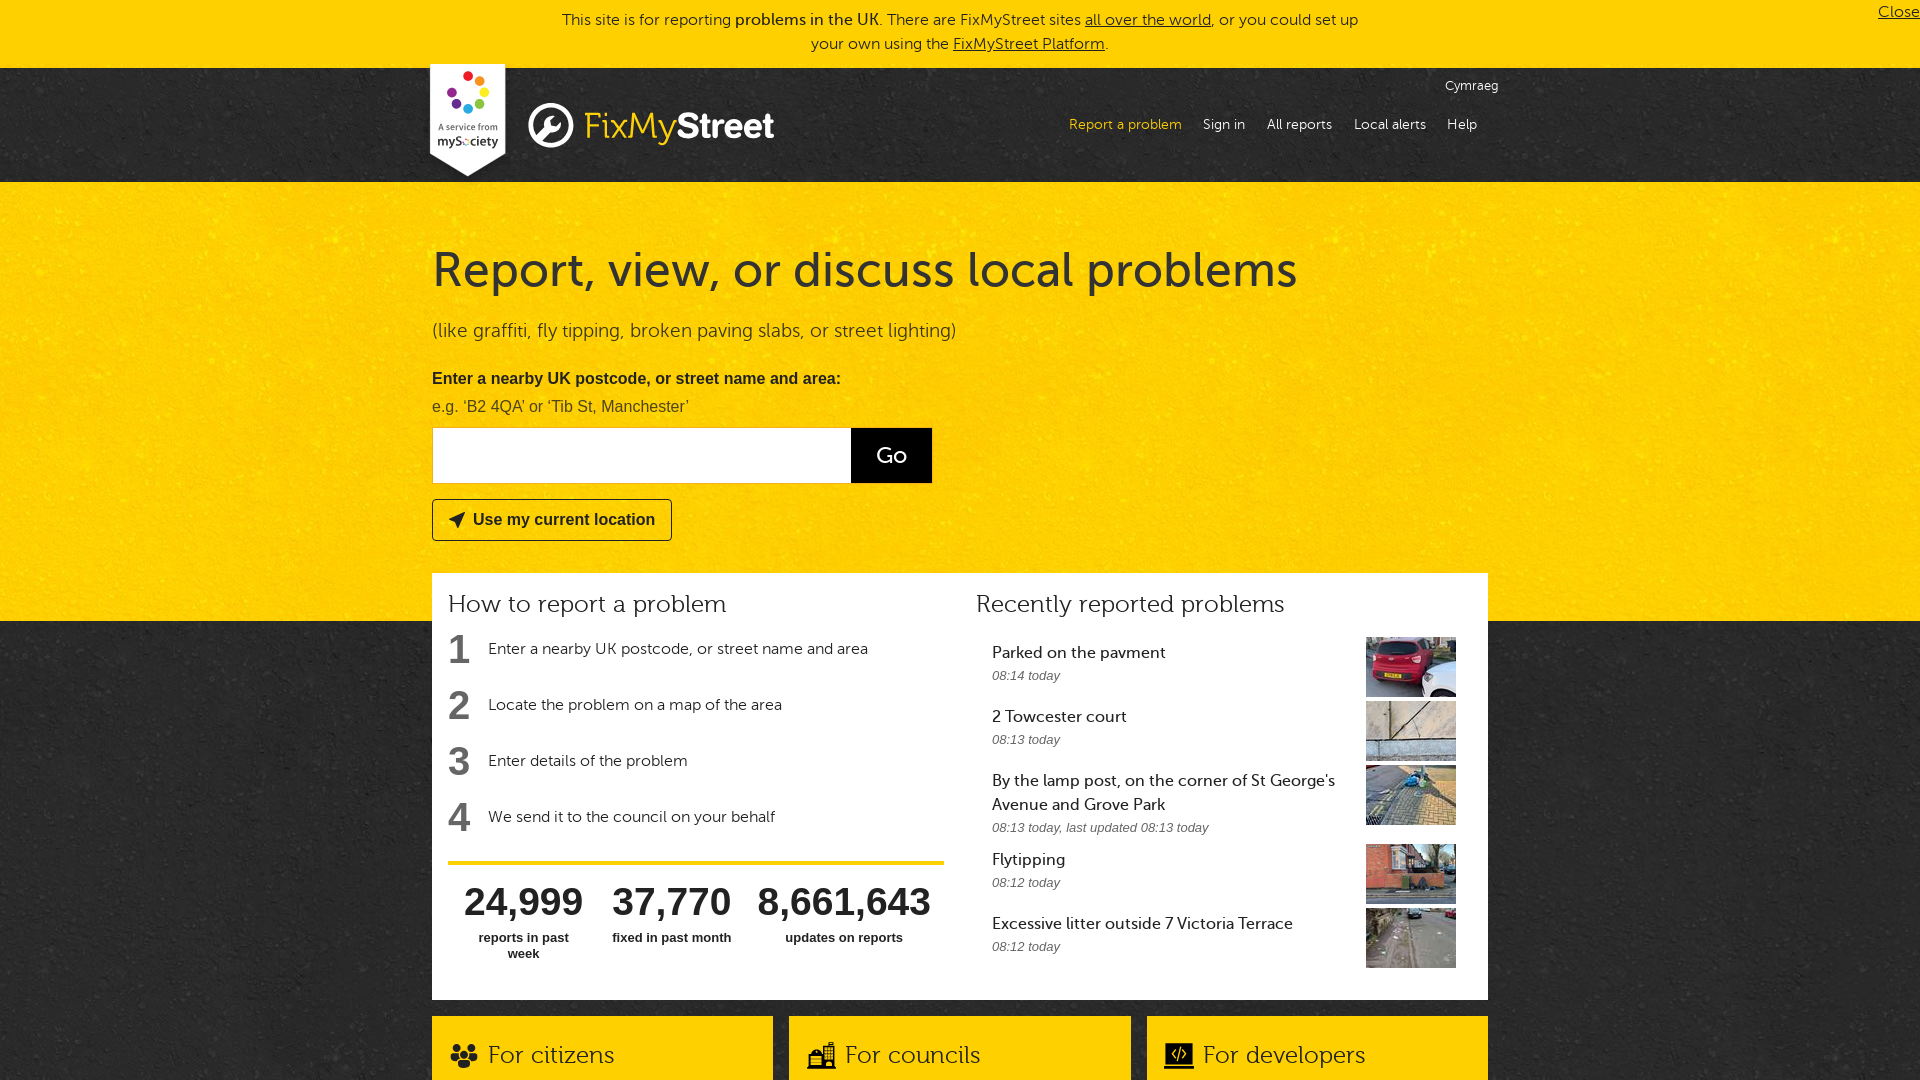 This site is for reporting problems in the UK. There are FixMyStreet sites all over the world, or you could set up
your own using the FixMyStreet Platform.
Close
A service from
mySociety
FixMyStreet
Cymraeg
Report a problem
Sign in
All reports
Local alerts
Help
Report, view, or discuss local problems
(like graffiti, fly tipping, broken paving slabs, or street lighting)
Enter a nearby UK postcode, or street name and area:
e.g. ‘B2 4QA’ or ‘Tib St, Manchester’
Go
Use my current location
How to report a problem
1 Enter a nearby UK postcode, or street name and area
2 Locate the problem on a map of the area
3 Enter details of the problem
4 We send it to the council on your behalf
24,999
reports in past
week
37,770
fixed in past month
8,661,643
updates on reports
Recently reported problems
Parked on the pavment
08:14 today
2 Towcester court
08:13 today
By the lamp post, on the corner of St George's
Avenue and Grove Park
08:13 today, last updated 08:13 today
Flytipping
08:12 today
Excessive litter outside 7 Victoria Terrace
08:12 today
For citizens
For councils
For developers